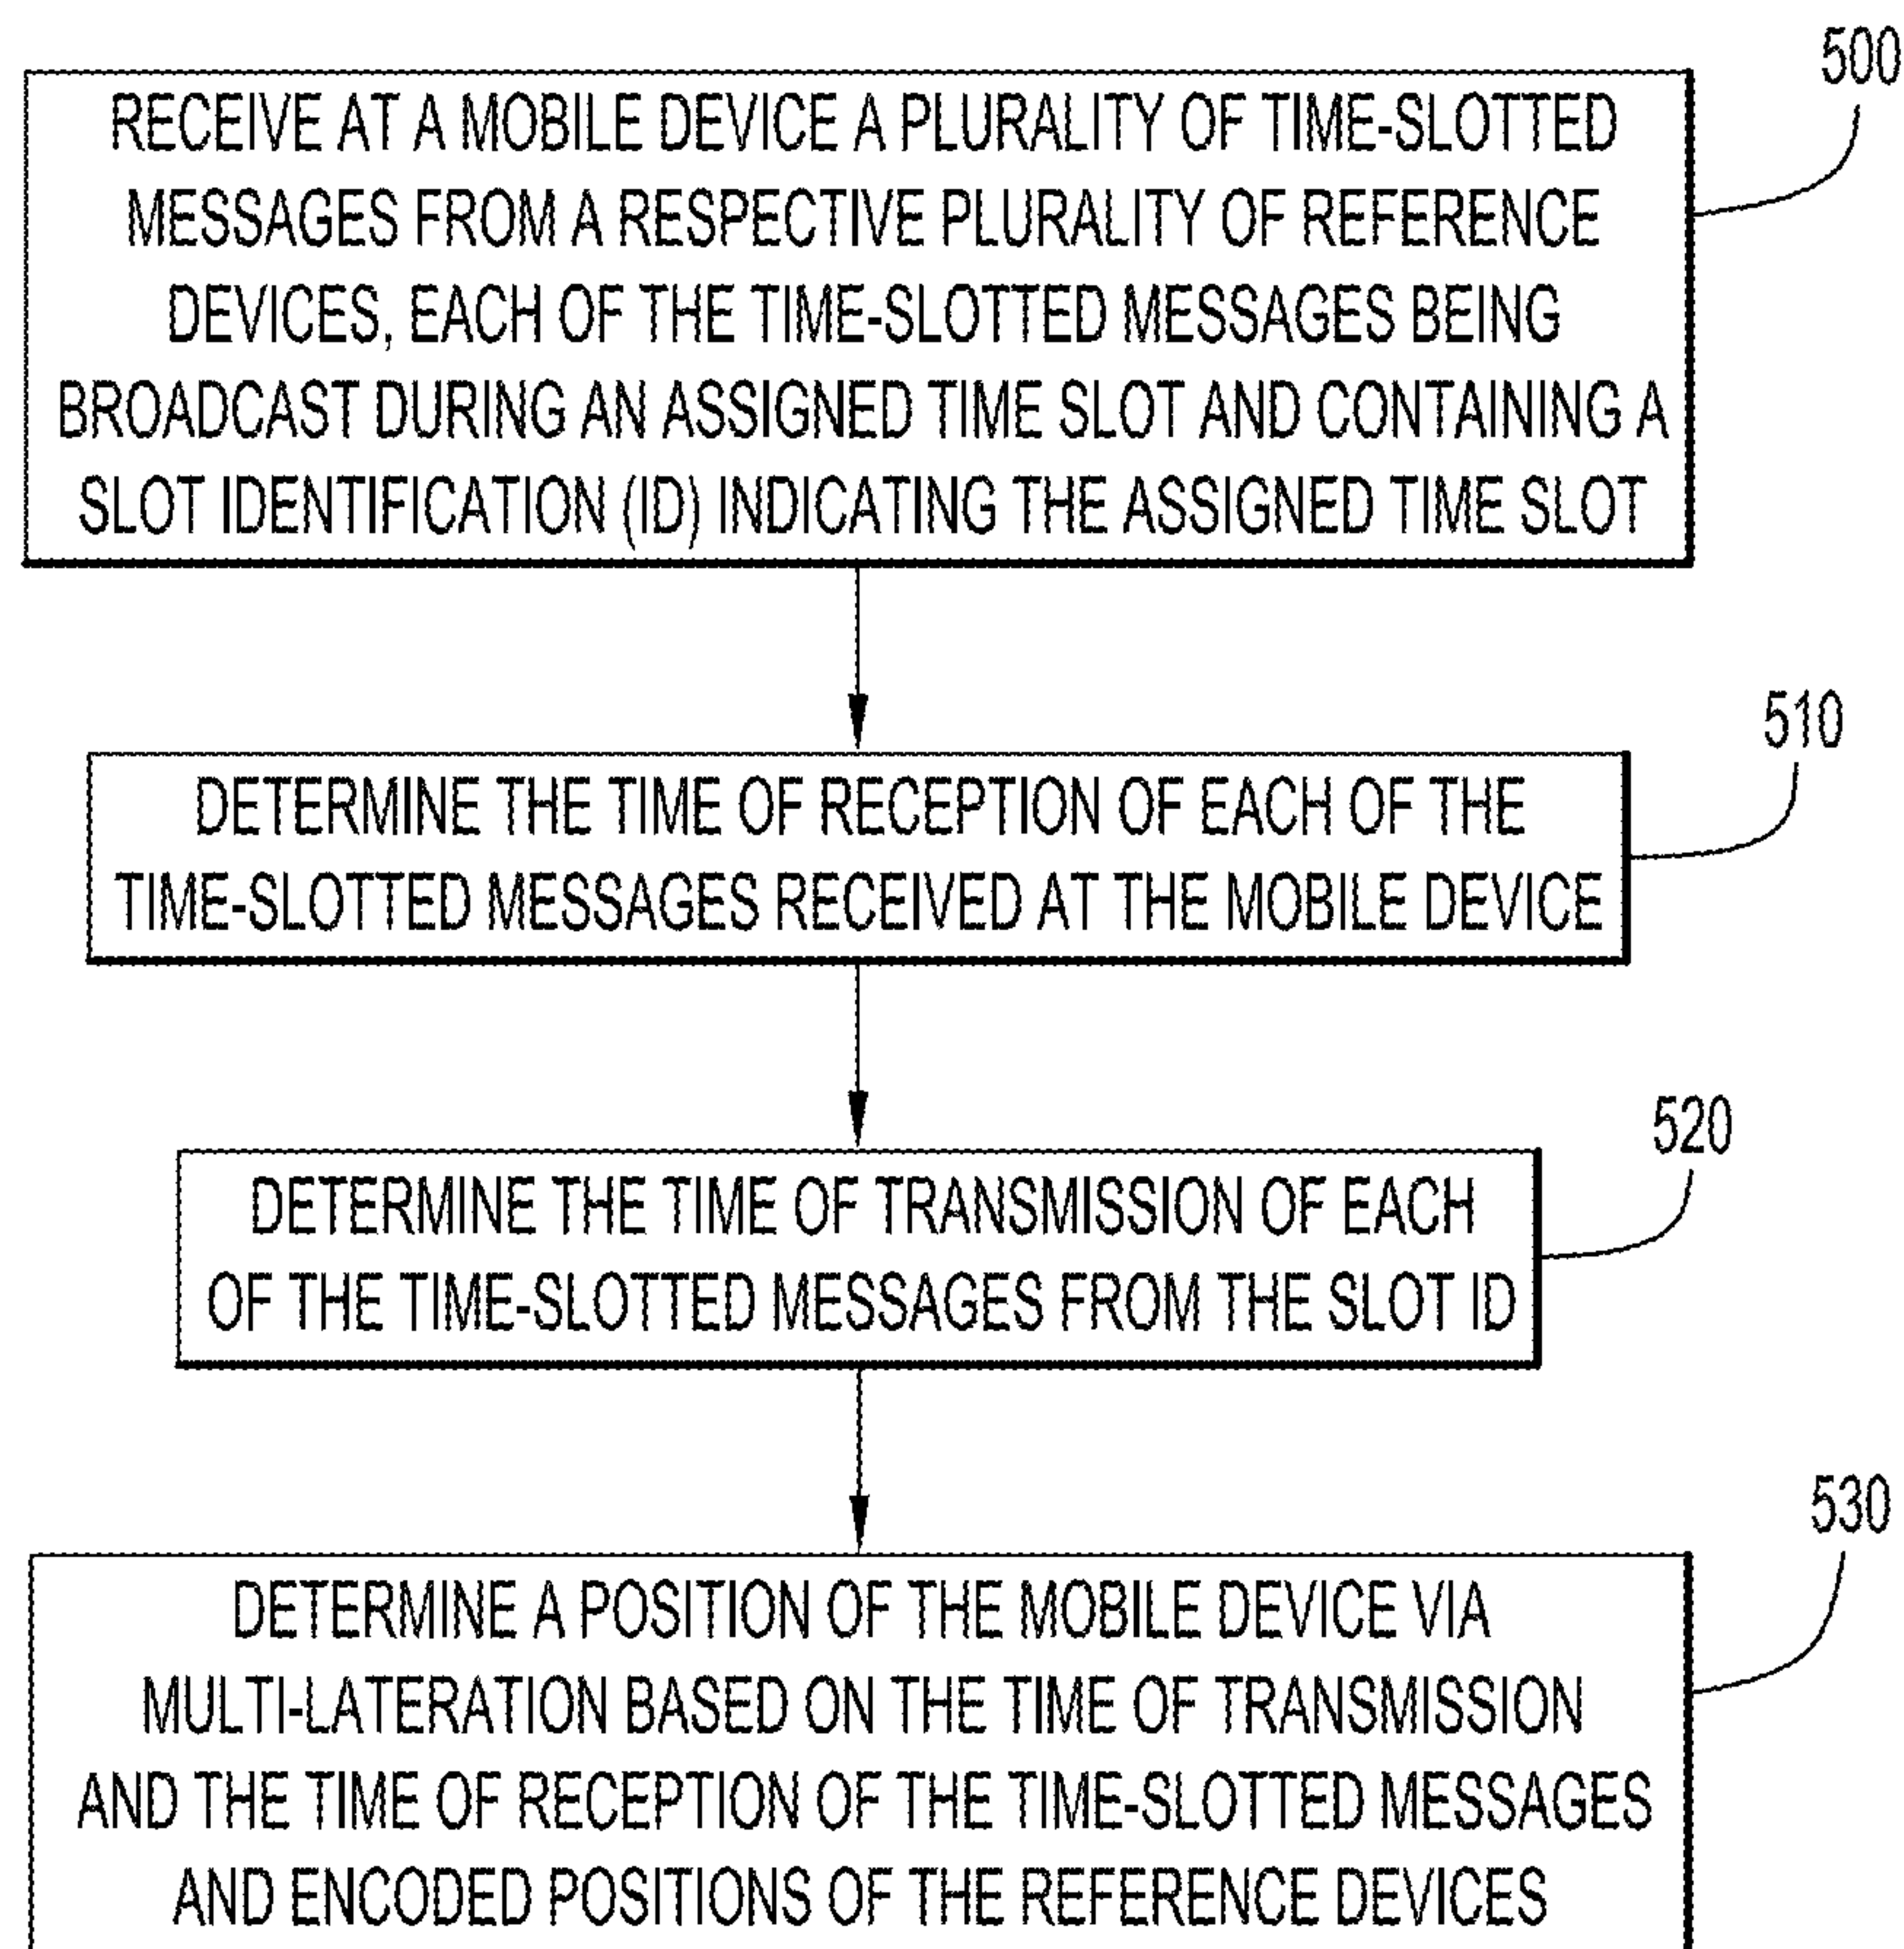 500
RECEIVE AT A MOBILE DEVICE A PLURALITY OF TIME-SLOTTED
MESSAGES FROM A RESPECTIVE PLURALITY OF REFERENCE
DEVICES, EACH OF THE TIME-SLOTTED MESSAGES BEING
BROADCAST DURING AN ASSIGNED TIME SLOT AND CONTAINING A
SLOT IDENTIFICATION (ID) INDICATING THE ASSIGNED TIME SLOT
510
DETERMINE THE TIME OF RECEPTION OF EACH OF THE
TIME-SLOTTED MESSAGES RECEIVED AT THE MOBILE DEVICE
520
DETERMINE THE TIME OF TRANSMISSION OF EACH
OF THE TIME-SLOTTED MESSAGES FROM THE SLOT ID
530
DETERMINE A POSITION OF THE MOBILE DEVICE VIA
MULTI-LATERATION BASED ON THE TIME OF TRANSMISSION
AND THE TIME OF RECEPTION OF THE TIME-SLOTTED MESSAGES
AND ENCODED POSITIONS OF THE REFERENCE DEVICES